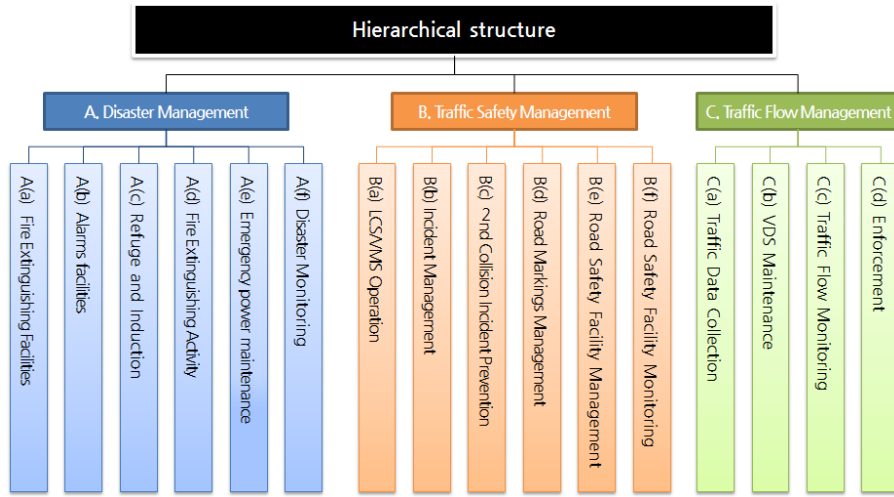 Hierarchical structure
A. Disaster Management
B. Traffic Safety Management
C. Traffic Flow Management
A(a) Fire Extinguishing Facilities
A(b) Alarms facilities
A(c) Refuge and Induction
A(d) Fire Extinguishing Activity
A(e) Emergency power maintenance
A(f) Disaster Monitoring
B(a) LCS/VMS Operation
B(b) Incident Management
B(c) 2nd Collision Incident Prevention
B(d) Road Markings Management
B(e) Road Safety Facility Management
B(f) Road Safety Facility Monitoring
C(a) Traffic Data Collection
C(b) VDS Maintenance
C(c) Traffic Flow Monitoring
C(d) Enforcement